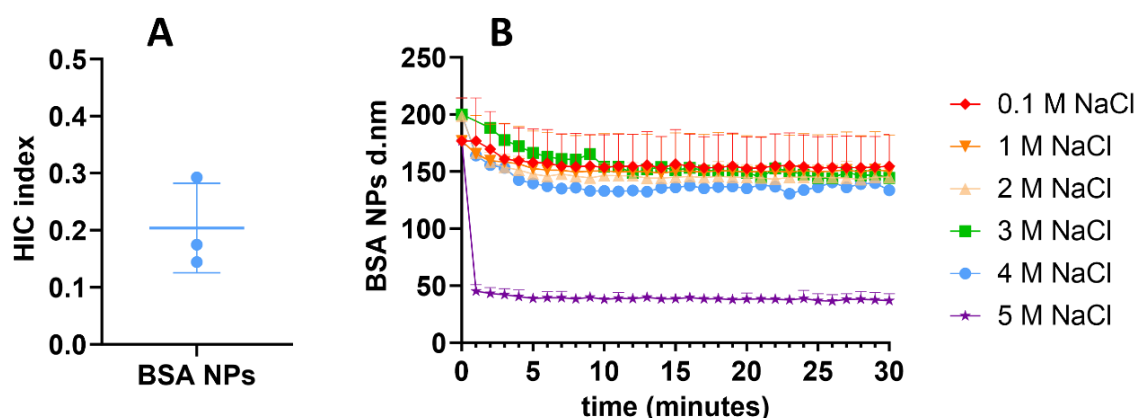 A
HIC index
0.5
0.4
0.3
0.2
0.1
0.0
BSA NPs
B
BSA NPs d.nm
250
200
150
100
50
0
0 5 10 15 20 25 30
time (minutes)
0.1 M NaCl
1 M NaCl
2 M NaCl
3 M NaCl
4 M NaCl
5 M NaCl